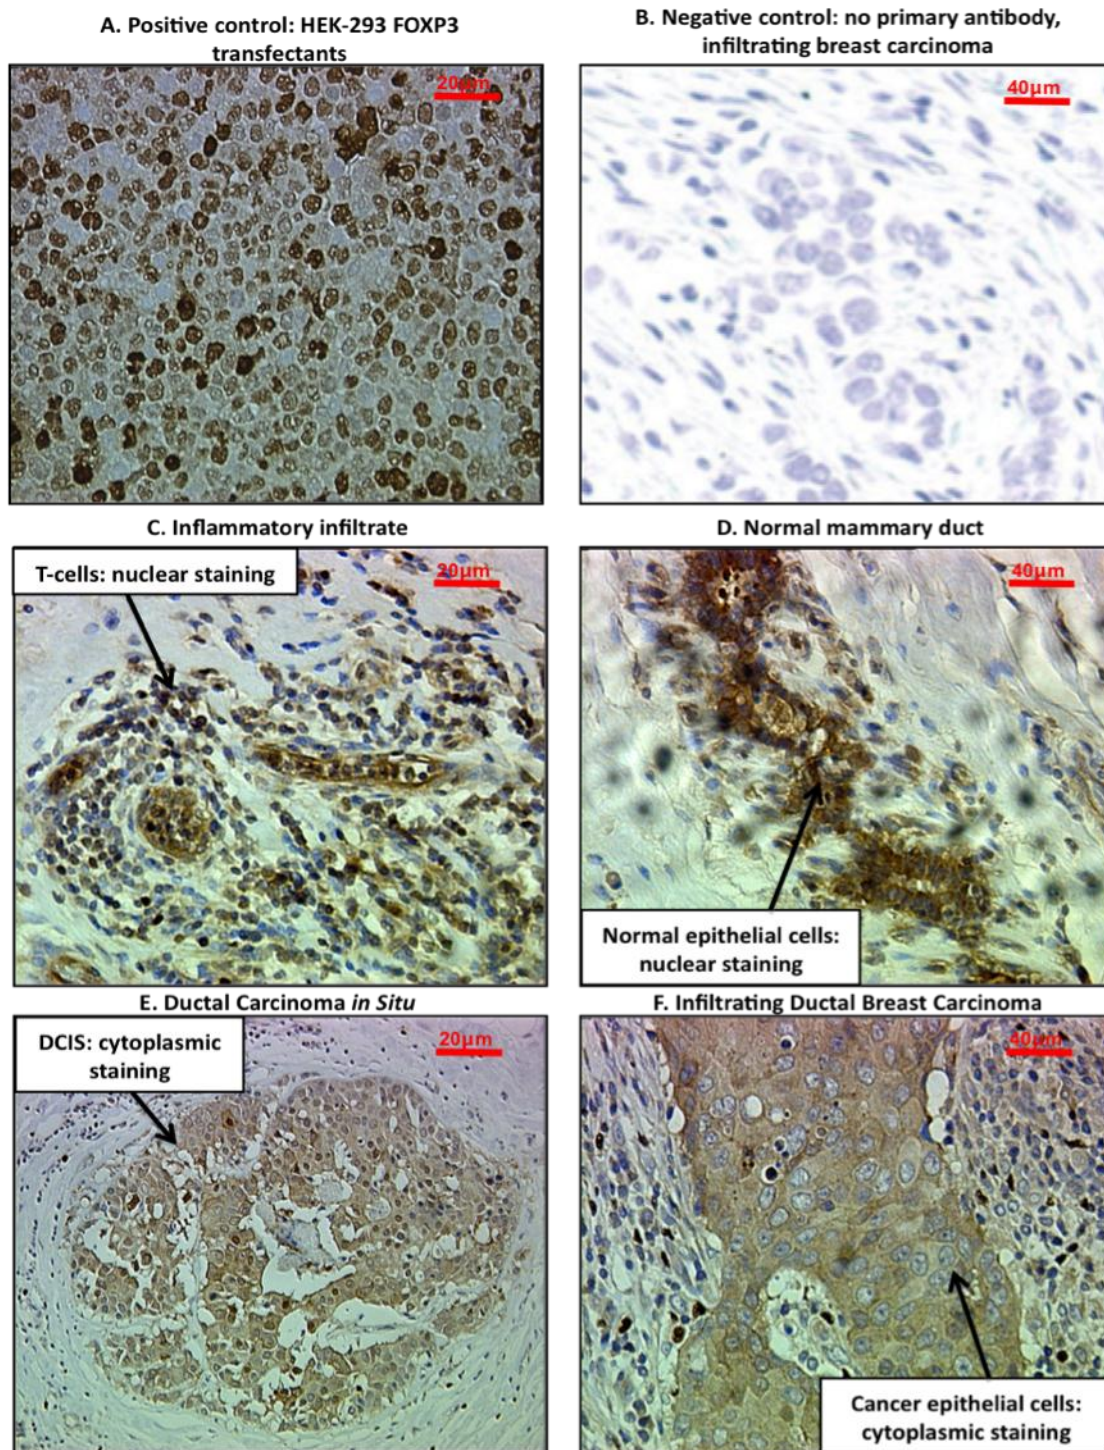 A. Positive control: HEK-293 FOXP3
transfectants
B. Negative control: no primary antibody,
infiltrating breast carcinoma
20μm
40μm
C. Inflammatory infiltrate
D. Normal mammary duct
T-cells: nuclear staining
20μm
40μm
Normal epithelial cells:
nuclear staining
E. Ductal Carcinoma in Situ
F. Infiltrating Ductal Breast Carcinoma
DCIS: cytoplasmic
staining
20μm
40μm
Cancer epithelial cells:
cytoplasmic staining